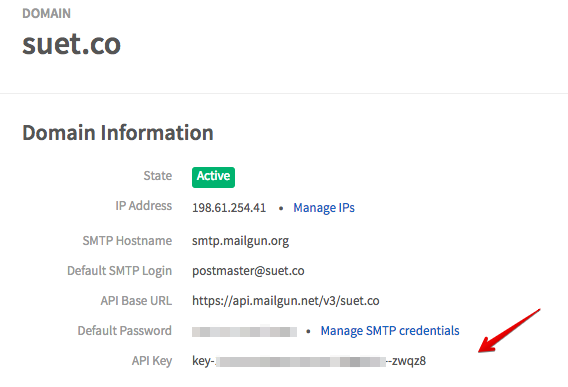 DOMAIN
suet.co
Domain Information
State Active
IP Address 198.61.254.41 • Manage IPs
SMTP Hostname smtp.mailgun.org
Default SMTP Login postmaster@suet.co
API Base URL https://api.mailgun.net/v3/suet.co
Default Password • Manage SMTP credentials
API Key key- --zwqz8